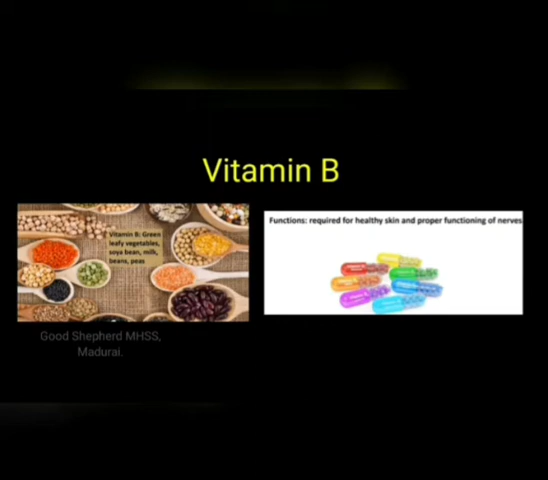 Vitamin B
Vitamin B: Green
leafy vegetables,
soya bean, milk,
beans, peas
Functions: required for healthy skin and proper functioning of nerves
Good Shepherd MHSS,
Madurai.